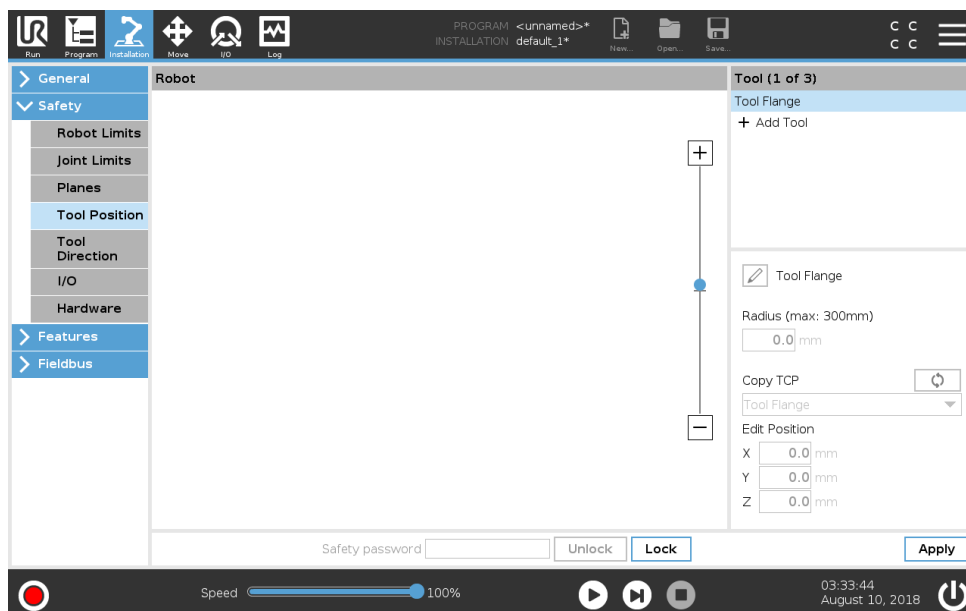 PROGRAM <unnamed>*
INSTALLATION default_1*
New... Open... Save...
C C
C C
Run Program Installation Move I/O Log
General
Safety
Robot Limits
Joint Limits
Planes
Tool Position
Tool
Direction
I/O
Hardware
Features
Fieldbus
Robot
Tool (1 of 3)
Tool Flange
+ Add Tool
Tool Flange
Radius (max: 300mm)
0.0 mm
Copy TCP
Tool Flange
Edit Position
X 0.0 mm
Y 0.0 mm
Z 0.0 mm
Safety password Unlock Lock Apply
Speed 100%
03:33:44
August 10, 2018